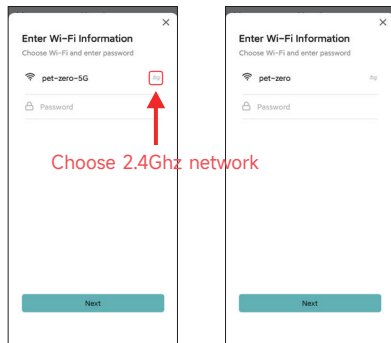 Enter Wi-Fi Information
Choose Wi-Fi and enter password
pet-zero-5G
Password
Next
Enter Wi-Fi Information
Choose Wi-Fi and enter password
pet-zero
Password
Next
Choose 2.4Ghz network